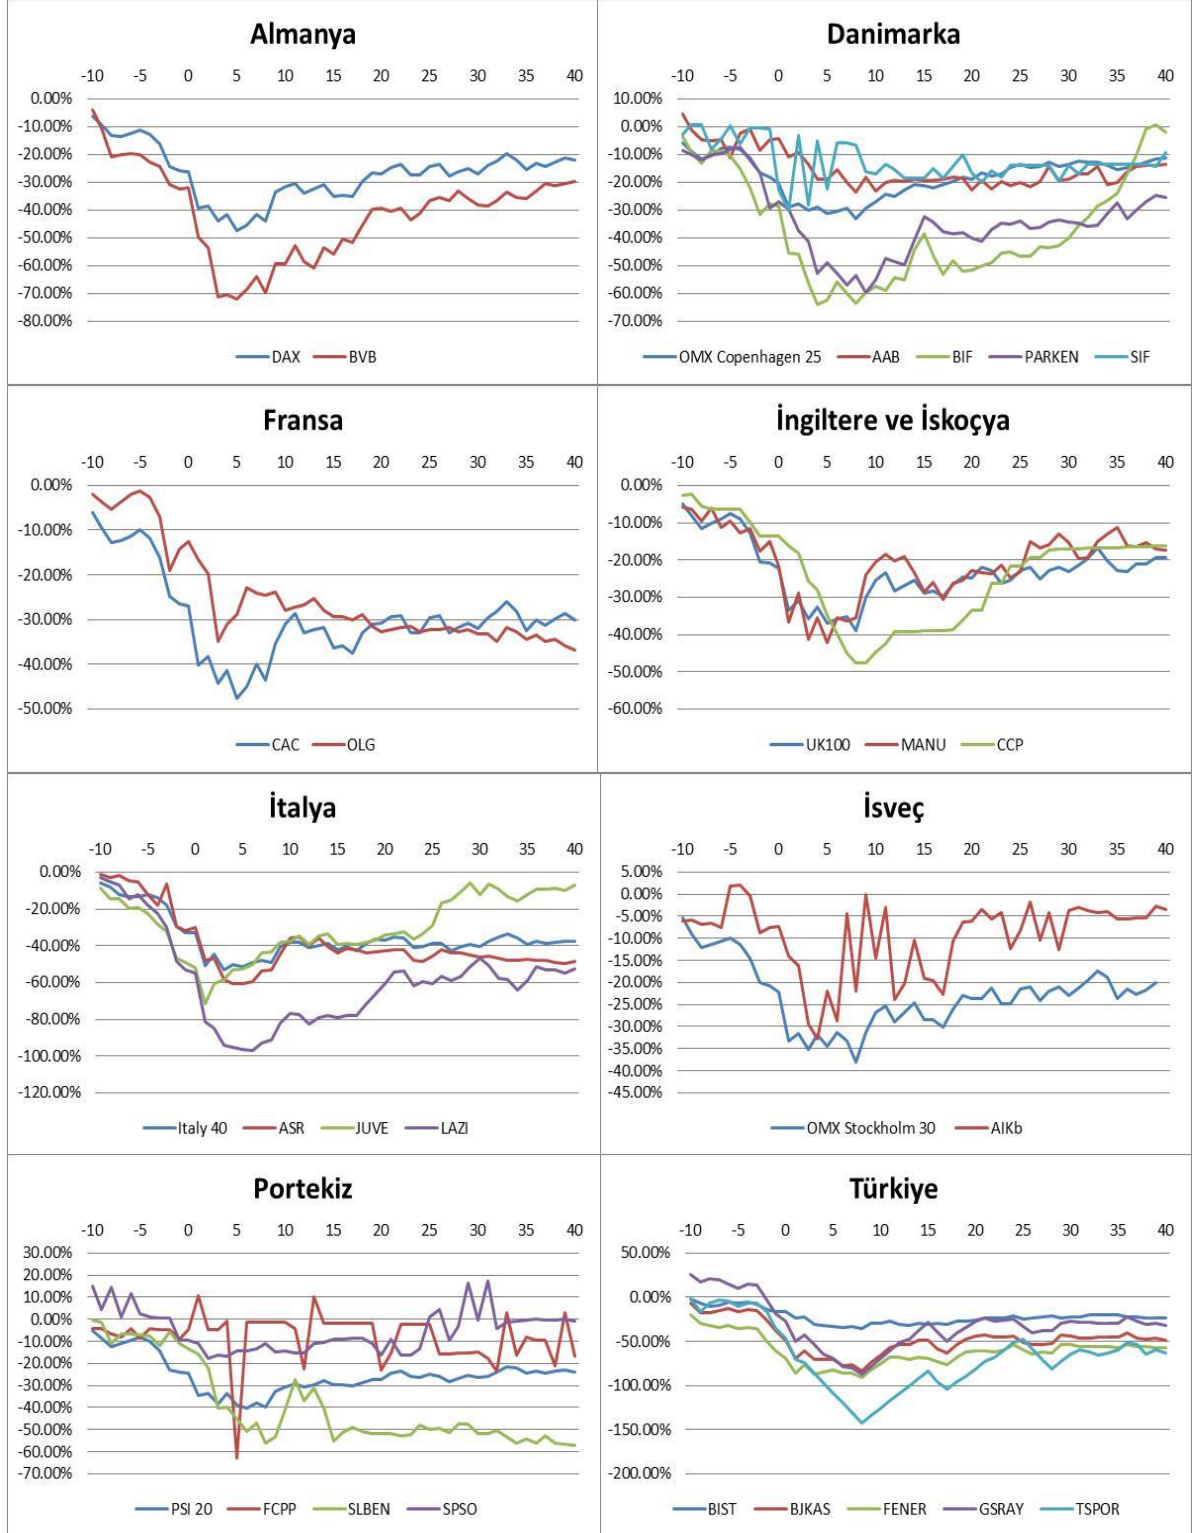 Almanya
-10 -5 0 5 10 15 20 25 30 35 40
0.00%
-10.00%
-20.00%
-30.00%
-40.00%
-50.00%
-60.00%
-70.00%
-80.00%
DAX BVB
Danimarka
-10 -5 0 5 10 15 20 25 30 35 40
10.00%
0.00%
-10.00%
-20.00%
-30.00%
-40.00%
-50.00%
-60.00%
-70.00%
OMX Copenhagen 25 AAB BIF PARKEN SIF
Fransa
-10 -5 0 5 10 15 20 25 30 35 40
0.00%
-10.00%
-20.00%
-30.00%
-40.00%
-50.00%
CAC OLG
İngiltere ve İskoçya
-10 -5 0 5 10 15 20 25 30 35 40
0.00%
-10.00%
-20.00%
-30.00%
-40.00%
-50.00%
-60.00%
UK100 MANU CCP
İtalya
-10 -5 0 5 10 15 20 25 30 35 40
0.00%
-20.00%
-40.00%
-60.00%
-80.00%
-100.00%
-120.00%
Italy 40 ASR JUVE LAZI
İsveç
-10 -5 0 5 10 15 20 25 30 35 40
5.00%
0.00%
-5.00%
-10.00%
-15.00%
-20.00%
-25.00%
-30.00%
-35.00%
-40.00%
-45.00%
OMX Stockholm 30 AIKb
Portekiz
-10 -5 0 5 10 15 20 25 30 35 40
30.00%
20.00%
10.00%
0.00%
-10.00%
-20.00%
-30.00%
-40.00%
-50.00%
-60.00%
-70.00%
PSI 20 FCPP SLBEN SPSO
Türkiye
-10 -5 0 5 10 15 20 25 30 35 40
50.00%
0.00%
-50.00%
-100.00%
-150.00%
-200.00%
BIST BJKAS FENER GSRAY TSPOR